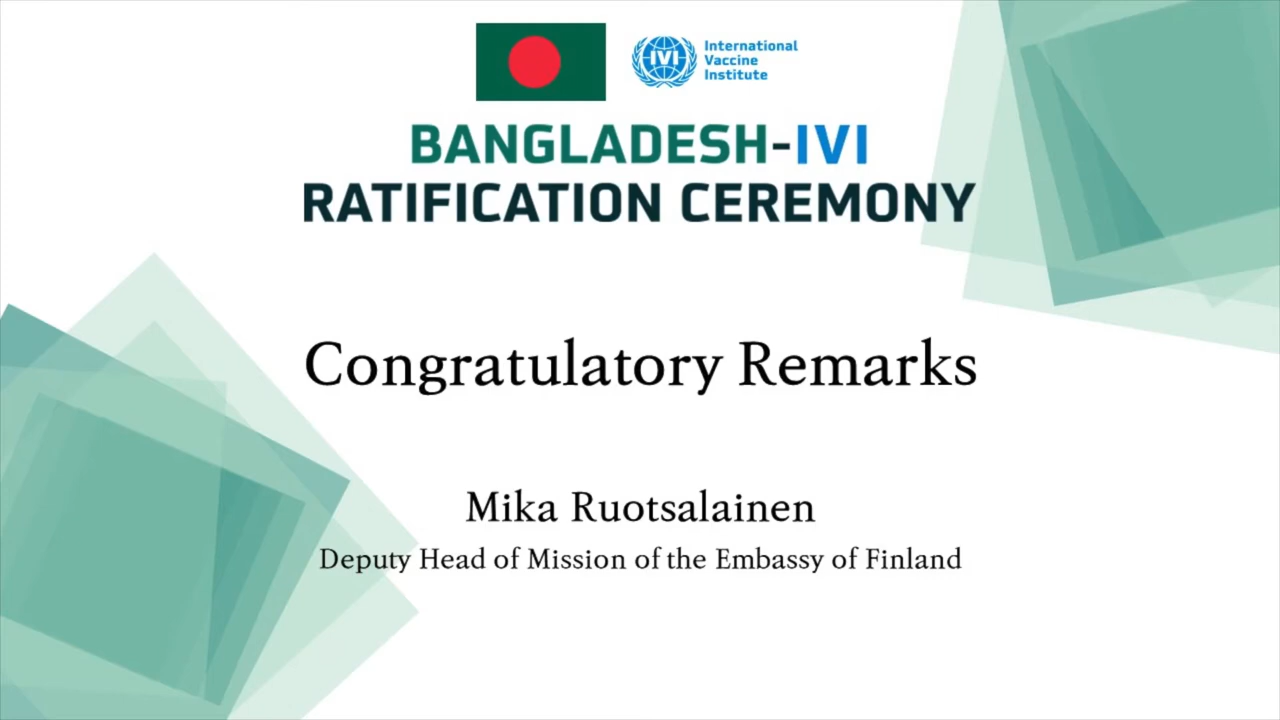 IVI
International
Vaccine
Institute
BANGLADESH-IVI
RATIFICATION CEREMONY
Congratulatory Remarks
Mika Ruotsalainen
Deputy Head of Mission of the Embassy of Finland